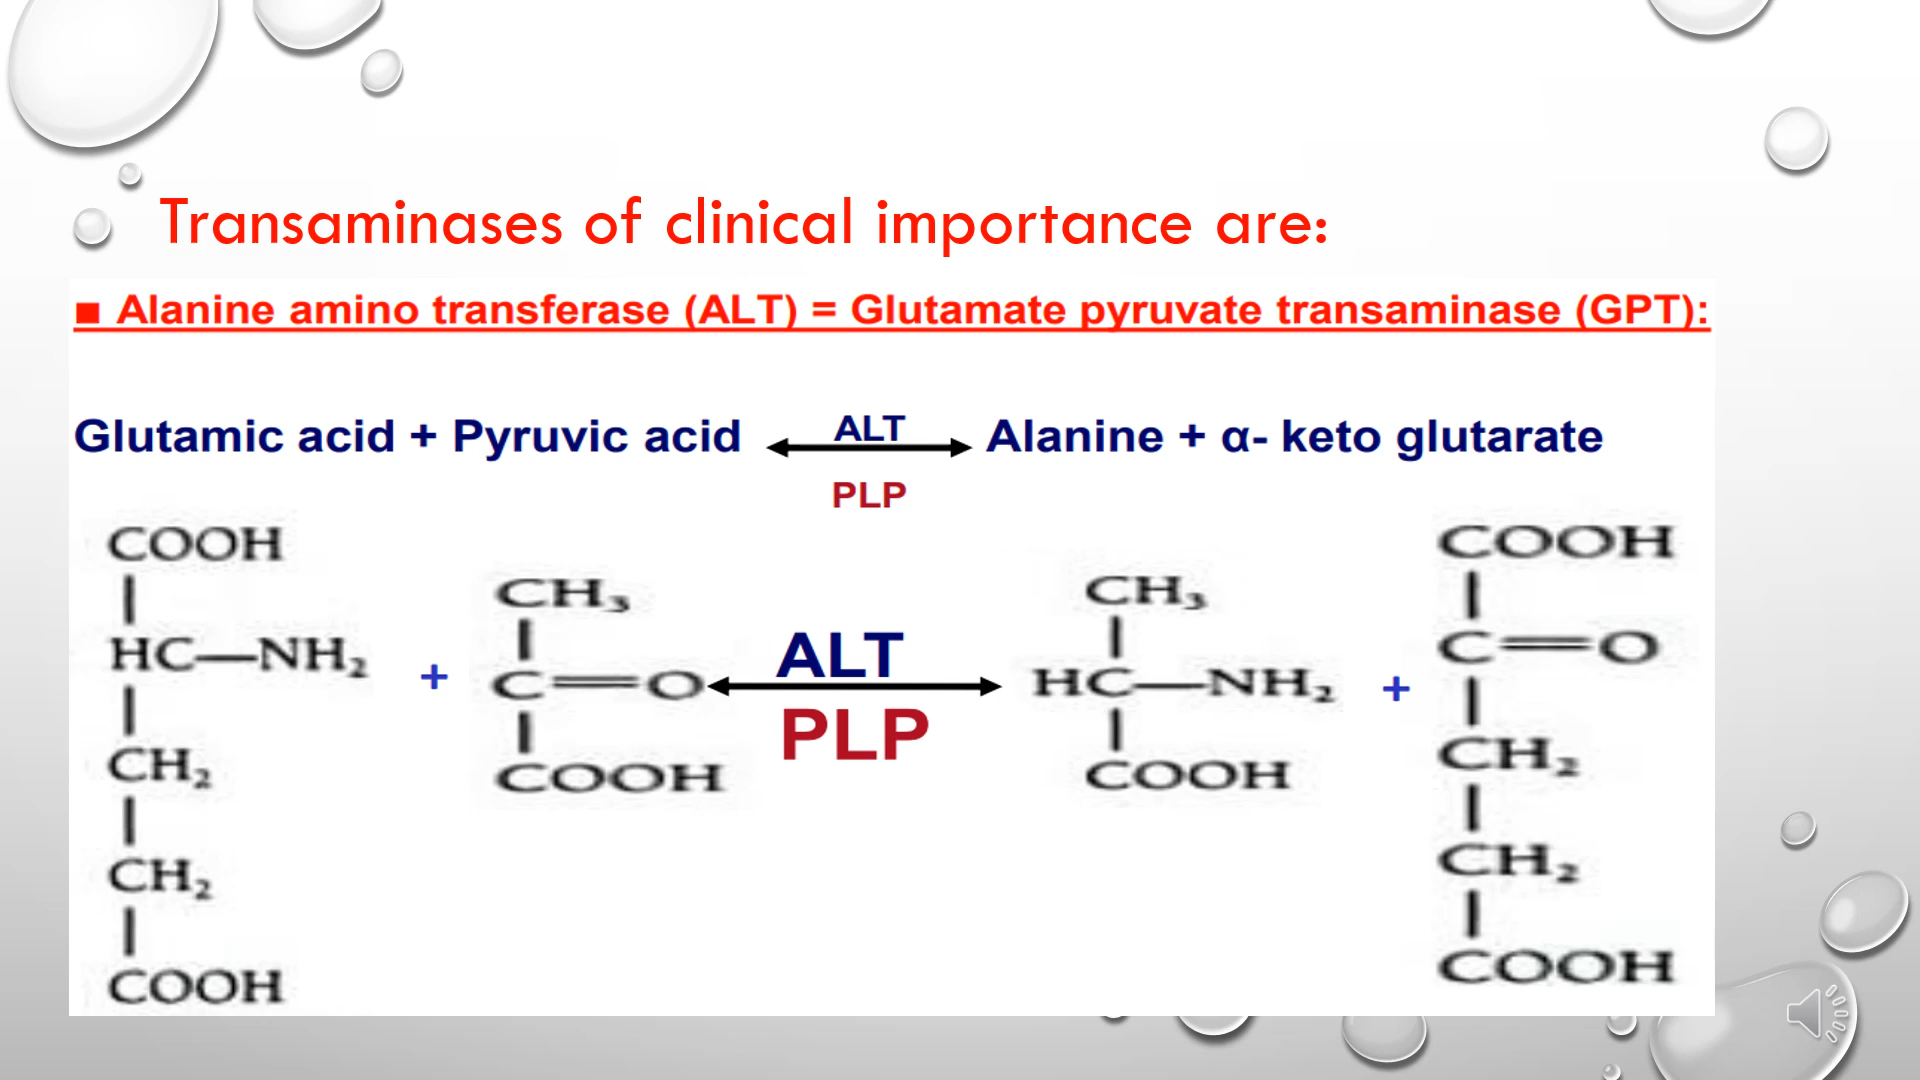 Transaminases of clinical importance are:
■ Alanine amino transferase (ALT) = Glutamate pyruvate transaminase (GPT):
Glutamic acid + Pyruvic acid ALT Alanine + α- keto glutarate
PLP
COOH
HC—NH₂
CH₂
CH₂
COOH
+
CH₃
C=O
COOH
ALT
PLP
CH₃
HC—NH₂
COOH
+
COOH
C=O
CH₂
CH₂
COOH